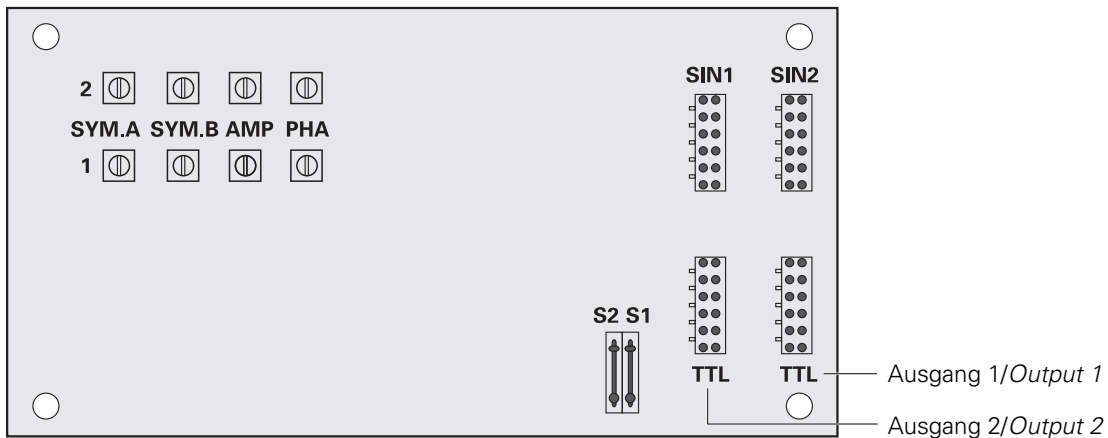 SIN1 SIN2
2
SYM.A SYM.B AMP PHA
1
S2 S1
TTL TTL
Ausgang 1/Output 1
Ausgang 2/Output 2